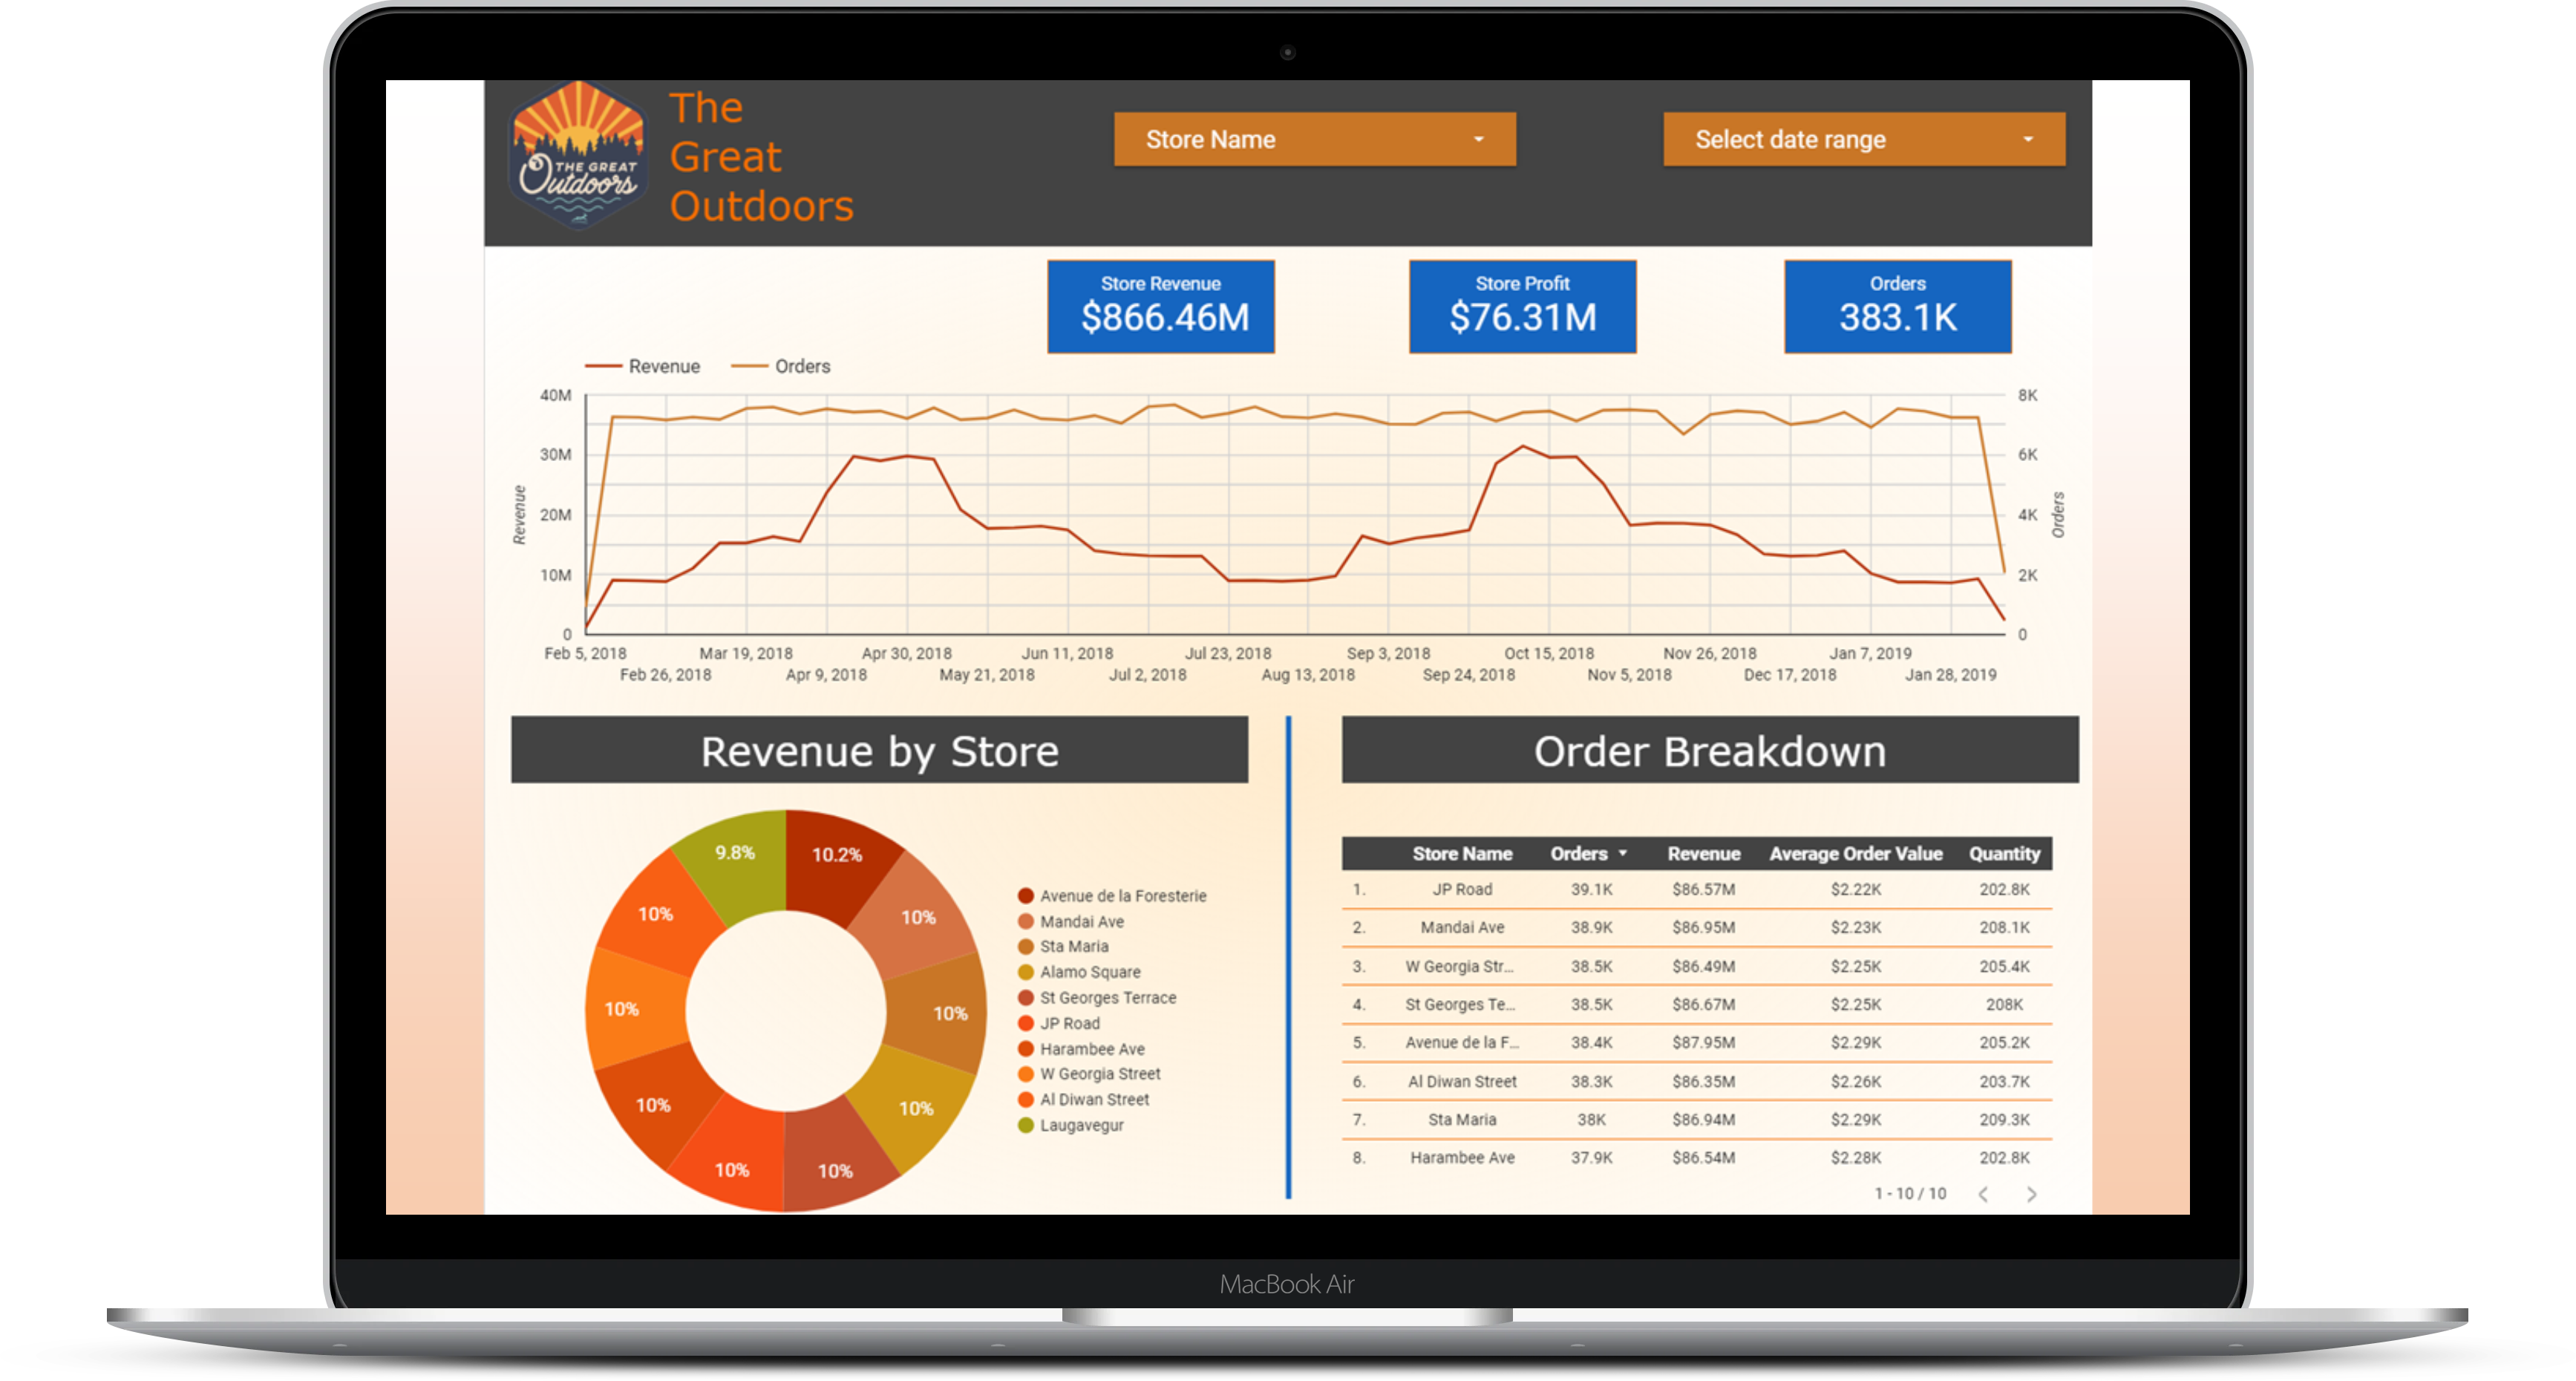 THE GREAT
Outdoors
The
Great
Outdoors
Store Name
Select date range
Store Revenue
$866.46M
Store Profit
$76.31M
Orders
383.1K
Revenue Orders
40M
30M
20M
10M
0
Revenue
8K
6K
4K
2K
0
Orders
Feb 5, 2018 Mar 19, 2018 Apr 30, 2018 Jun 11, 2018 Jul 23, 2018 Sep 3, 2018 Oct 15, 2018 Nov 26, 2018 Jan 7, 2019
Feb 26, 2018 Apr 9, 2018 May 21, 2018 Jul 2, 2018 Aug 13, 2018 Sep 24, 2018 Nov 5, 2018 Dec 17, 2018 Jan 28, 2019
Revenue by Store
9.8% 10.2%
10% 10%
10% 10%
10% 10%
10% 10%
Avenue de la Foresterie
Mandai Ave
Sta Maria
Alamo Square
St Georges Terrace
JP Road
Harambee Ave
W Georgia Street
Al Diwan Street
Laugavegur
Order Breakdown
Store Name Orders Revenue Average Order Value Quantity
1. JP Road 39.1K $86.57M $2.22K 202.8K
2. Mandai Ave 38.9K $86.95M $2.23K 208.1K
3. W Georgia Str... 38.5K $86.49M $2.25K 205.4K
4. St Georges Te... 38.5K $86.67M $2.25K 208K
5. Avenue de la F... 38.4K $87.95M $2.29K 205.2K
6. Al Diwan Street 38.3K $86.35M $2.26K 203.7K
7. Sta Maria 38K $86.94M $2.29K 209.3K
8. Harambee Ave 37.9K $86.54M $2.28K 202.8K
1 - 10 / 10
MacBook Air